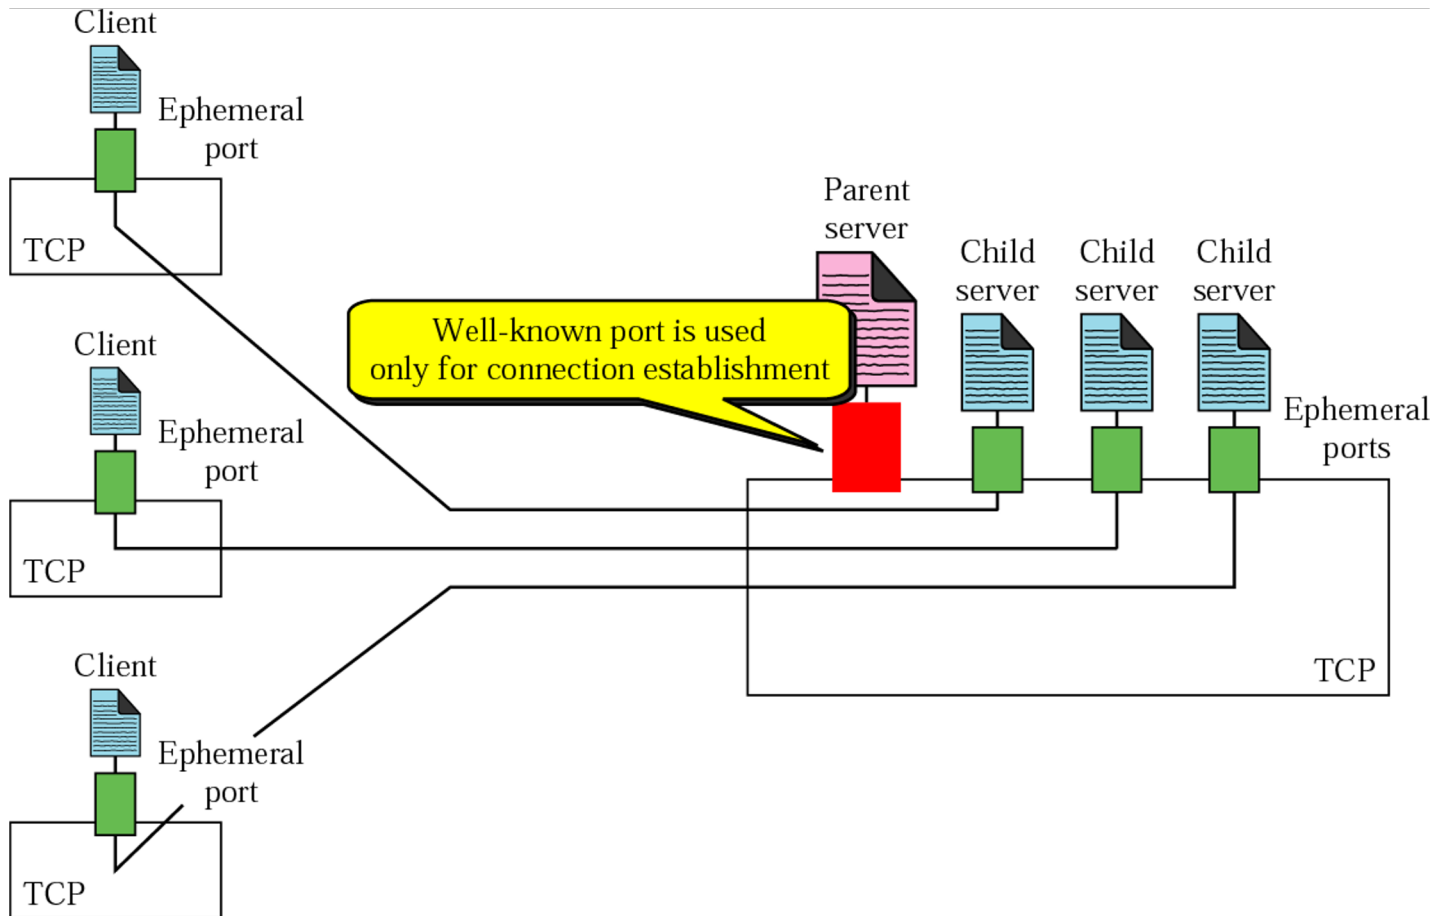 Client
Ephemeral
port
TCP
Client
Ephemeral
port
TCP
Client
Ephemeral
port
TCP
Well-known port is used
only for connection establishment
Parent
server
Child
server
Child
server
Child
server
Ephemeral
ports
TCP